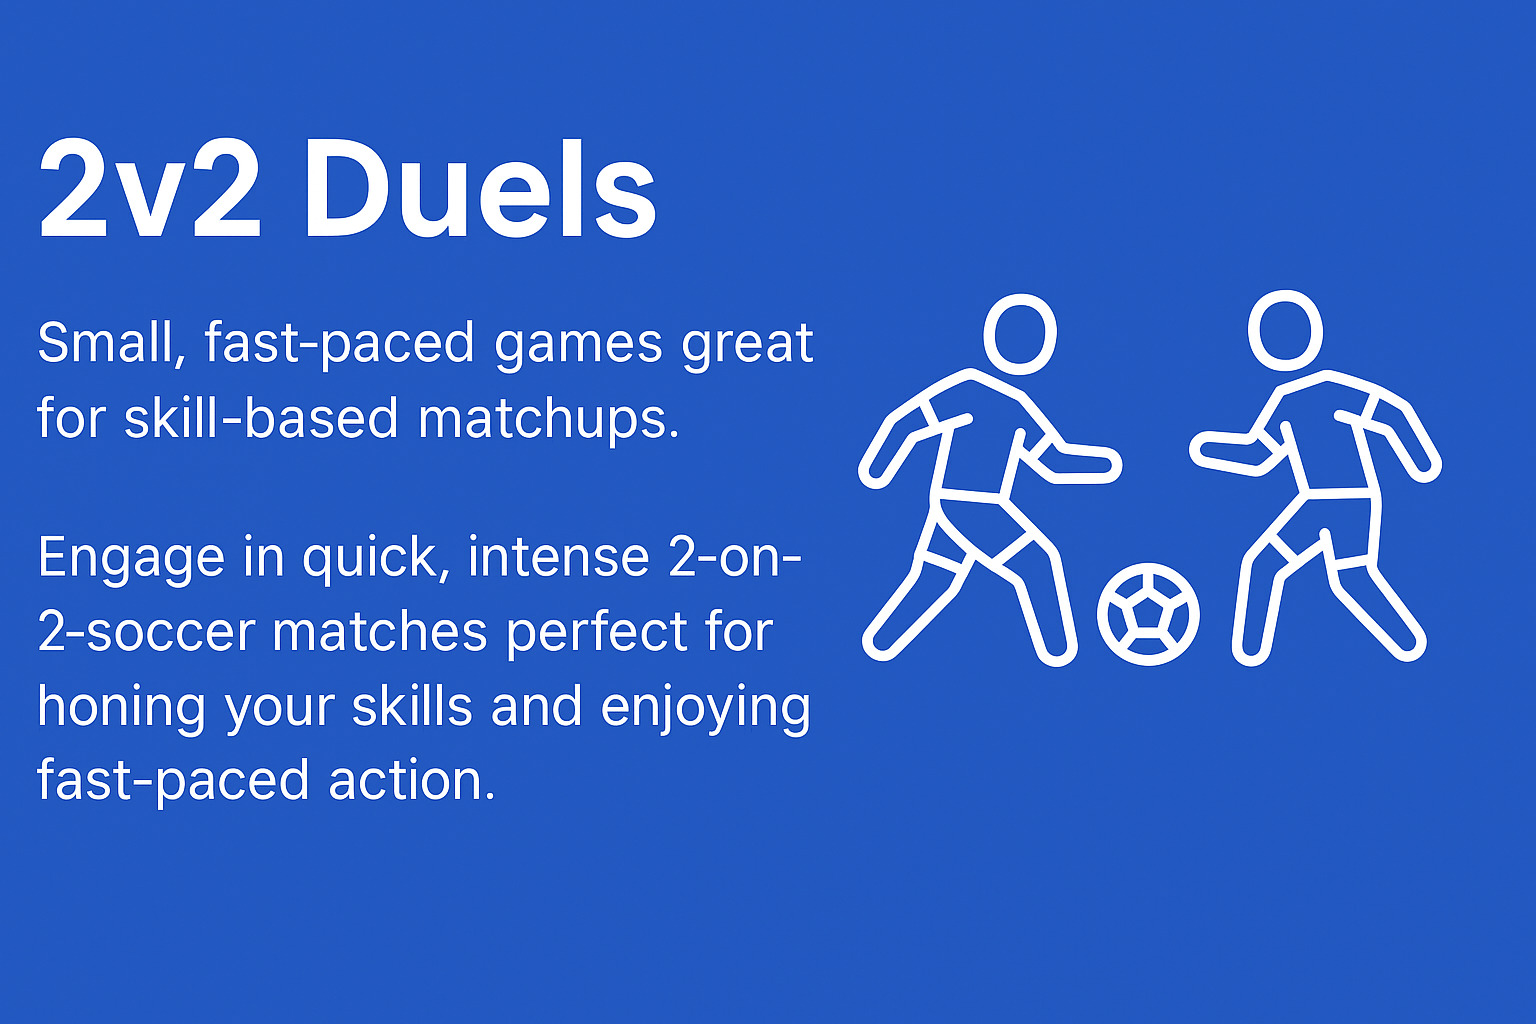 2v2 Duels
Small, fast-paced games great
for skill-based matchups.
Engage in quick, intense 2-on-
2-soccer matches perfect for
honing your skills and enjoying
fast-paced action.